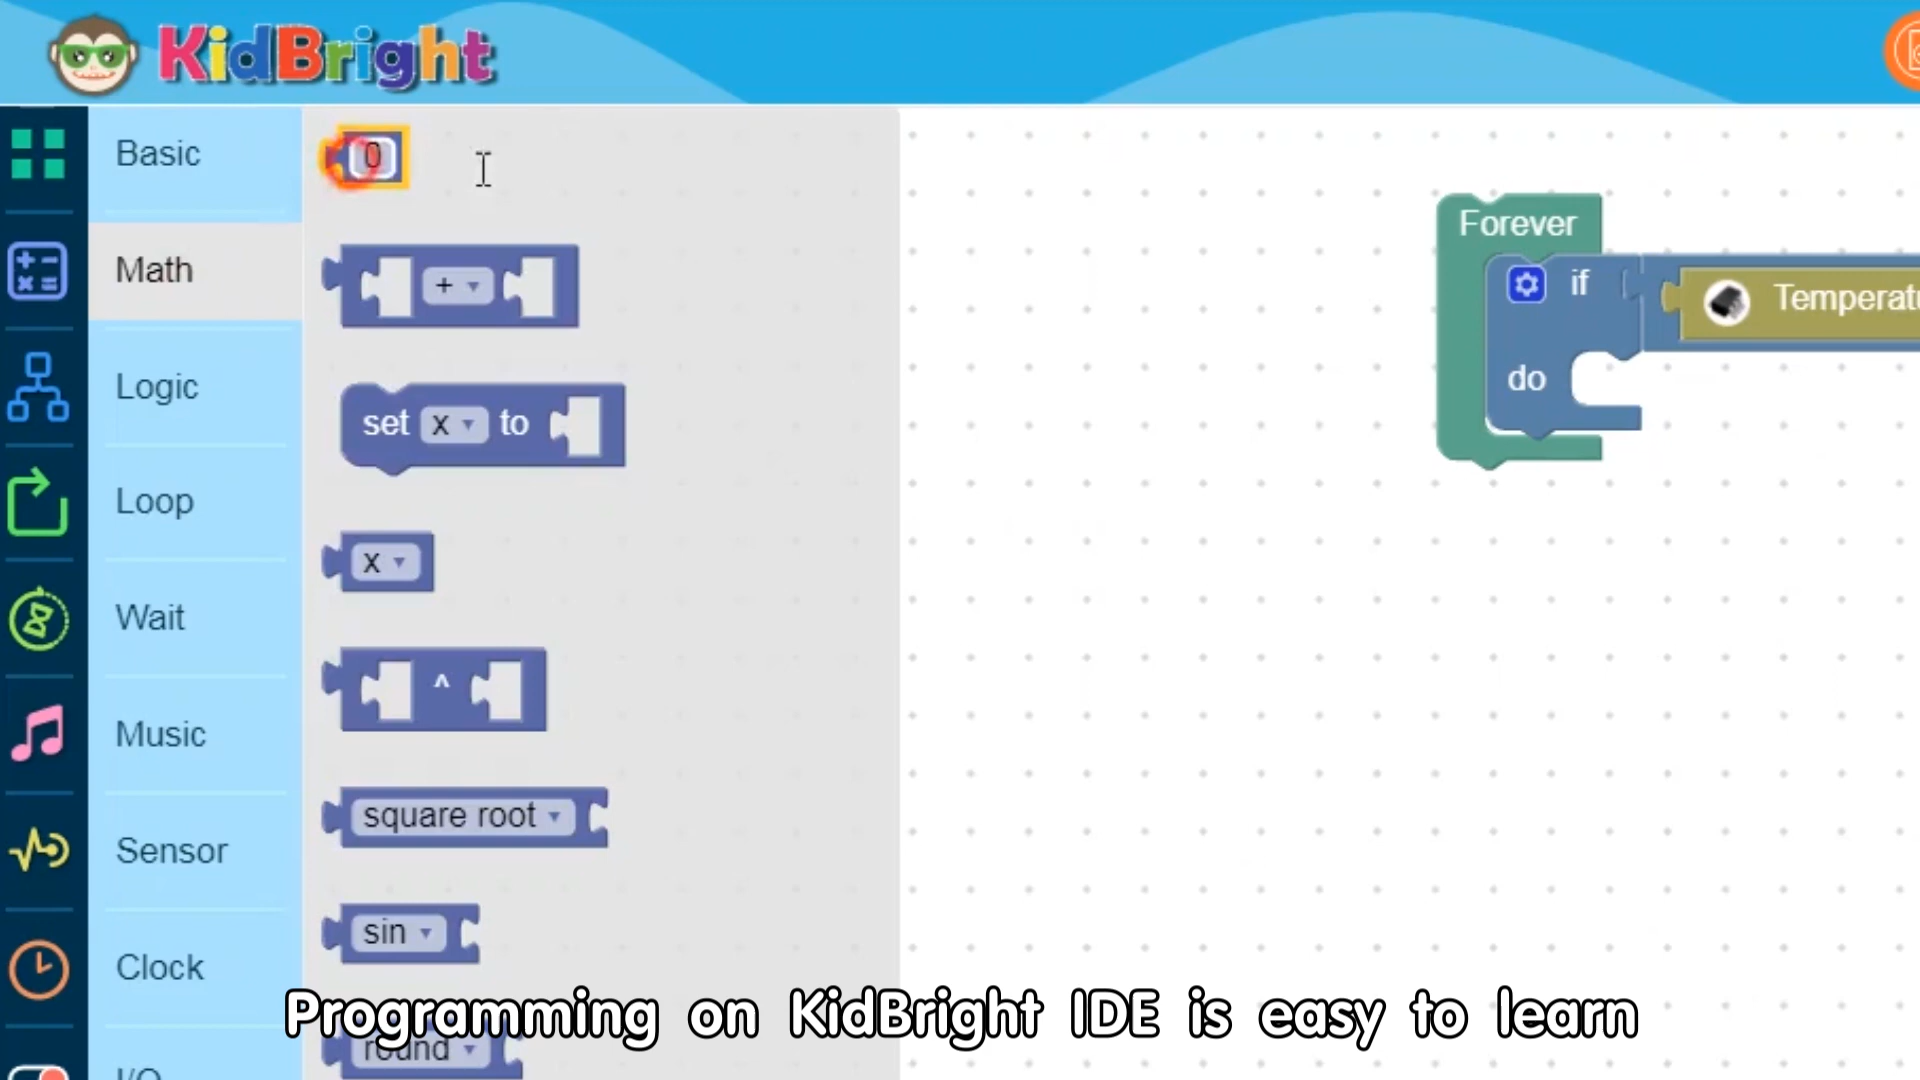 KidBright
Basic
0
Math
+
Logic
set x to
Loop
x
Wait
^
Music
square root
Sensor
sin
Clock
round
I/O
Forever
if
do
Programming on KidBright IDE is easy to learn